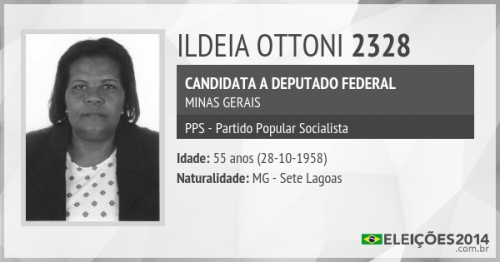 ILDEIA OTTONI 2328
CANDIDATA A DEPUTADO FEDERAL
MINAS GERAIS
PPS - Partido Popular Socialista
Idade: 55 anos (28-10-1958)
Naturalidade: MG - Sete Lagoas
ELEIÇÕES2014
.com.br